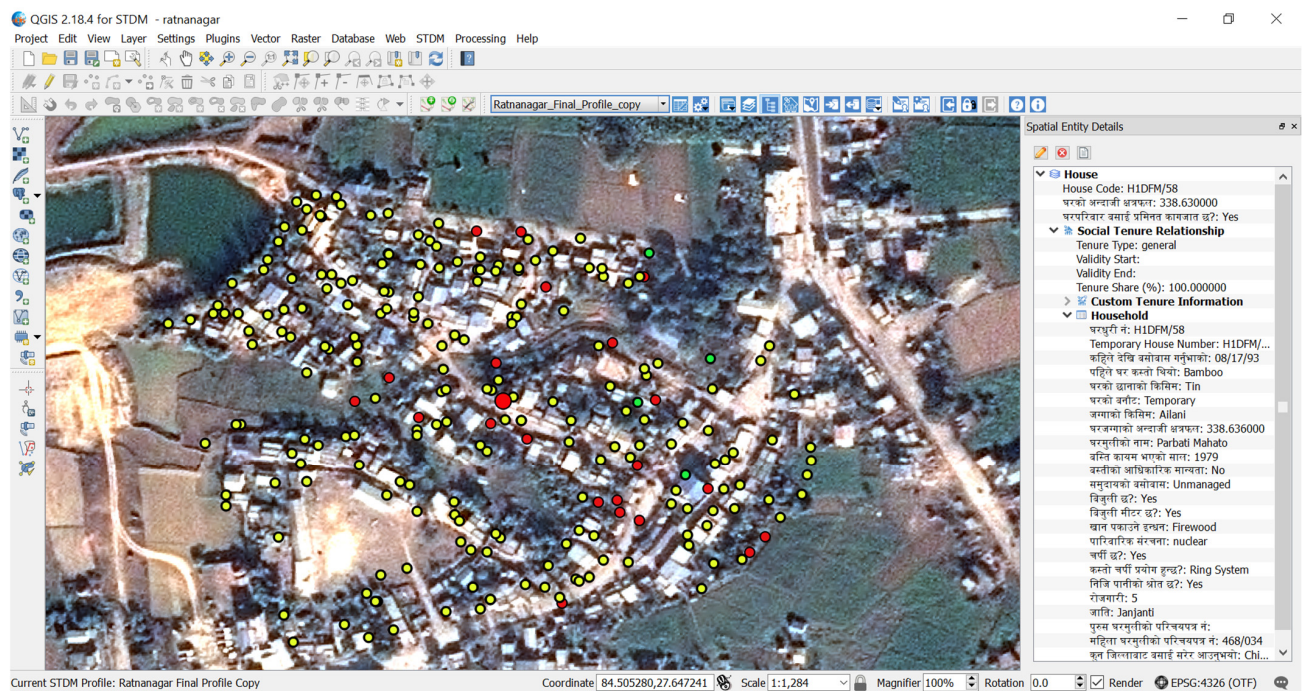 QGIS 2.18.4 for STDM - ratnanagar
Project Edit View Layer Settings Plugins Vector Raster Database Web STDM Processing Help
Ratnanagar_Final_Profile_copy
Spatial Entity Details
House
House Code: H1DFM/58
घरको अन्दाजी क्षत्रफल: 338.630000
घरपरिवार बसाई प्रमिनत कागजात छ?: Yes
Social Tenure Relationship
Tenure Type: general
Validity Start:
Validity End:
Tenure Share (%): 100.000000
Custom Tenure Information
Household
घरधुरी नं: H1DFM/58
Temporary House Number: H1DFM/...
कहिले देखि बसोबास गर्नुभाको: 08/17/93
पहिले घर कस्तो थियो: Bamboo
घरको छानाको किसिम: Tin
घरको बनौट: Temporary
जग्गाको किसिम: Ailani
घरजग्गाको अन्दाजी क्षत्रफल: 338.636000
घरमुलीको नाम: Parbati Mahato
बस्ति कायम भएको साल: 1979
बस्तीको आधिकारिक मान्यता: No
समुदायको बसोबास: Unmanaged
बिजुली छ?: Yes
बिजुली मीटर छ?: Yes
खान पकाउने इन्धन: Firewood
पारिवारिक संरचना: nuclear
चर्पी छ?: Yes
कस्तो चर्पी प्रयोग हुन्छ?: Ring System
निजि पानीको श्रोत छ?: Yes
रोजगारी: 5
जाति: Janjanti
पुरुस घरमुलीको परिचयपत्र नं:
महिला घरमुलीको परिचयपत्र नं: 468/034
कुन जिल्लाबाट बसाई सरेर आउनुभयो: Chi...
Current STDM Profile: Ratnanagar Final Profile Copy
Coordinate 84.505280,27.647241 Scale 1:1,284 Magnifier 100% Rotation 0.0 Render EPSG:4326 (OTF)